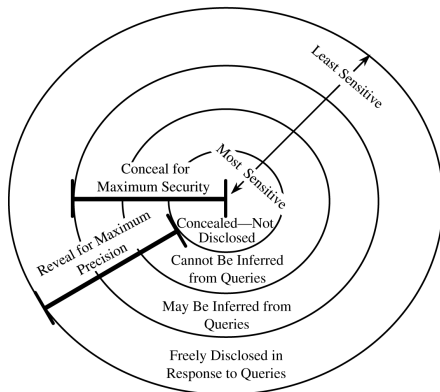 Least Sensitive
Most Sensitive
Conceal for
Maximum Security
Reveal for Maximum
Precision
Concealed—Not
Disclosed
Cannot Be Inferred
from Queries
May Be Inferred from
Queries
Freely Disclosed in
Response to Queries